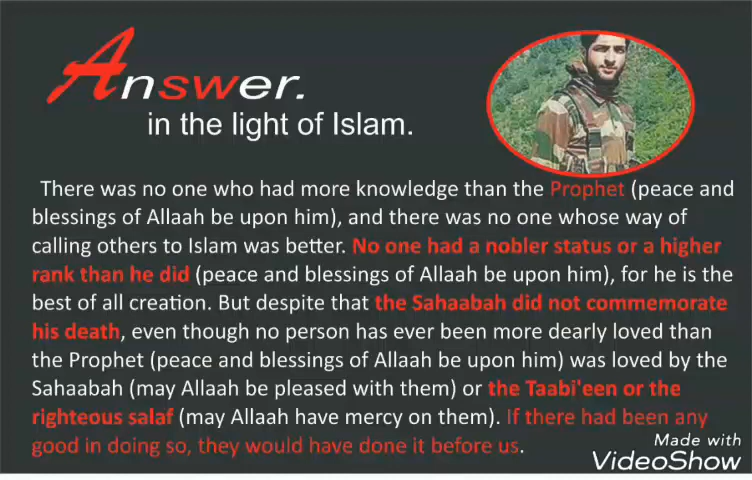 Answer.
in the light of Islam.
There was no one who had more knowledge than the Prophet (peace and
blessings of Allaah be upon him), and there was no one whose way of
calling others to Islam was better. No one had a nobler status or a higher
rank than he did (peace and blessings of Allaah be upon him), for he is the
best of all creation. But despite that the Sahaabah did not commemorate
his death, even though no person has ever been more dearly loved than
the Prophet (peace and blessings of Allaah be upon him) was loved by the
Sahaabah (may Allaah be pleased with them) or the Taabi'een or the
righteous salaf (may Allaah have mercy on them). If there had been any
good in doing so, they would have done it before us.
Made with
VideoShow